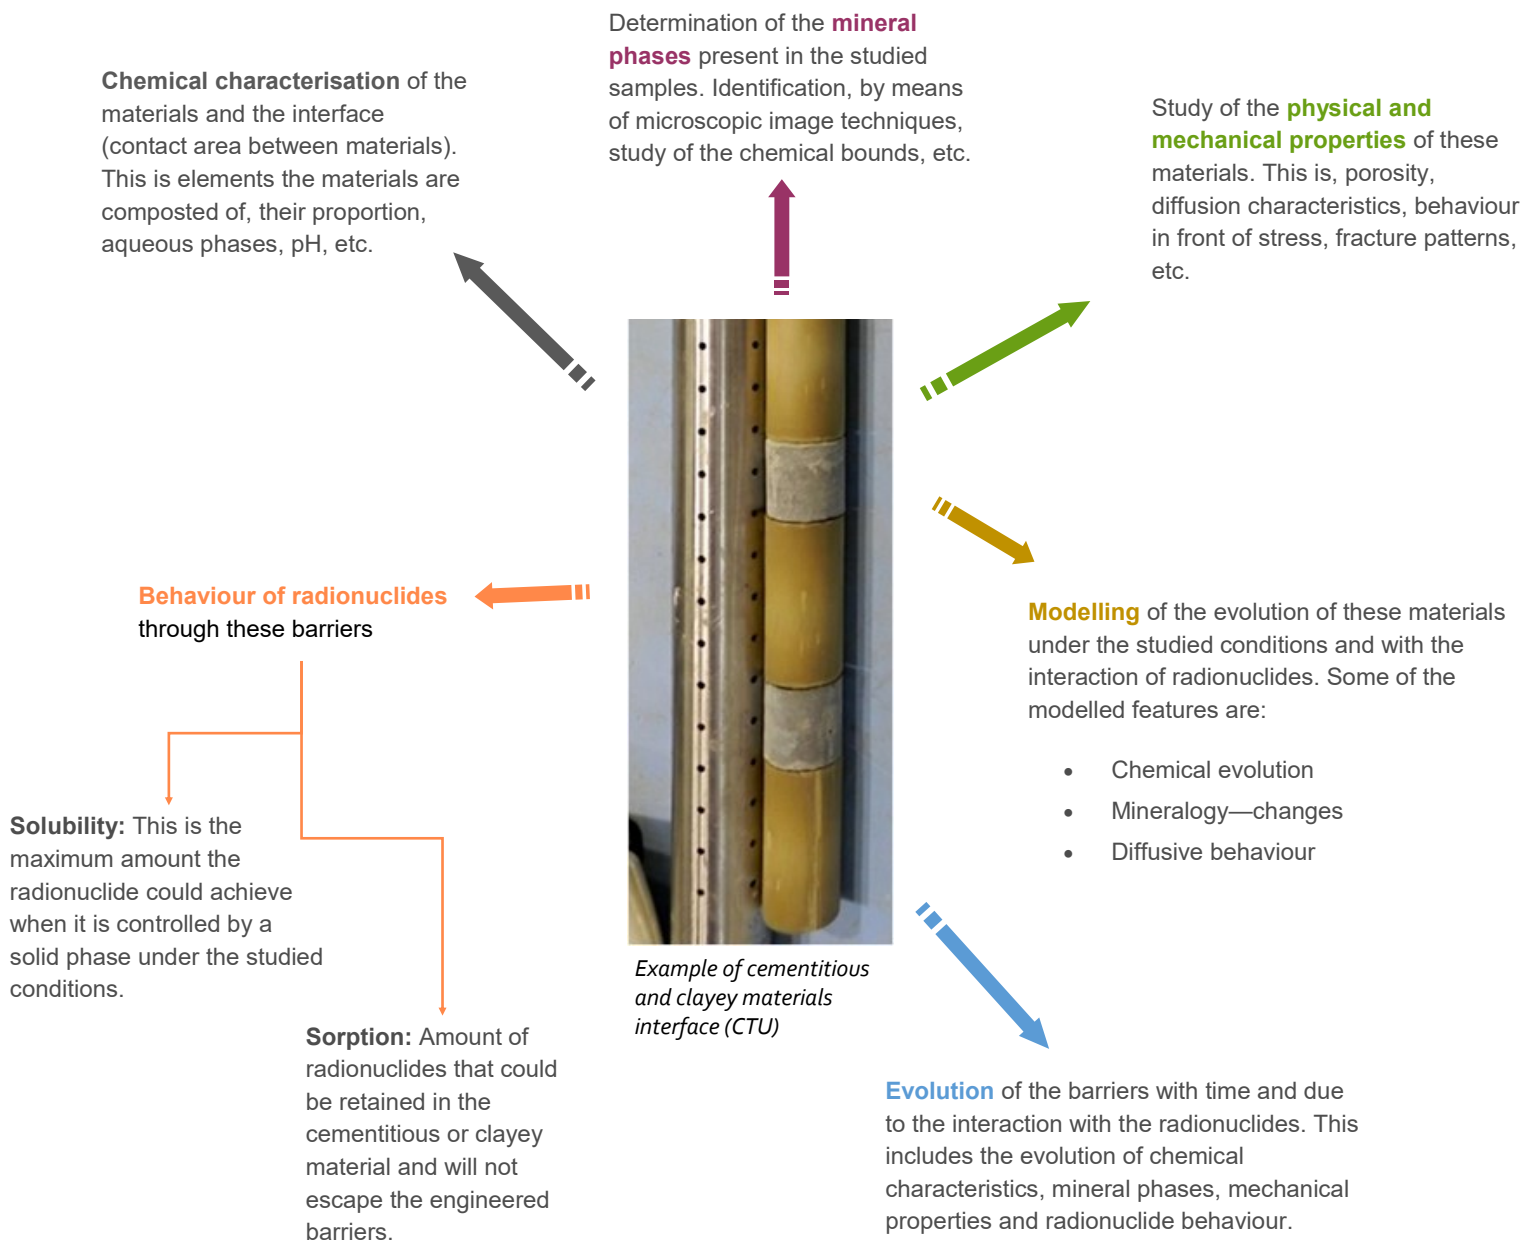 Determination of the mineral
phases present in the studied
samples. Identification, by means
of microscopic image techniques,
study of the chemical bounds, etc.
Chemical characterisation of the
materials and the interface
(contact area between materials).
This is elements the materials are
composted of, their proportion,
aqueous phases, pH, etc.
Study of the physical and
mechanical properties of these
materials. This is, porosity,
diffusion characteristics, behaviour
in front of stress, fracture patterns,
etc.
Behaviour of radionuclides
through these barriers
Modelling of the evolution of these materials
under the studied conditions and with the
interaction of radionuclides. Some of the
modelled features are:
• Chemical evolution
• Mineralogy—changes
• Diffusive behaviour
Solubility: This is the
maximum amount the
radionuclide could achieve
when it is controlled by a
solid phase under the studied
conditions.
Example of cementitious
and clayey materials
interface (CTU)
Sorption: Amount of
radionuclides that could
be retained in the
cementitious or clayey
material and will not
escape the engineered
barriers.
Evolution of the barriers with time and due
to the interaction with the radionuclides. This
includes the evolution of chemical
characteristics, mineral phases, mechanical
properties and radionuclide behaviour.